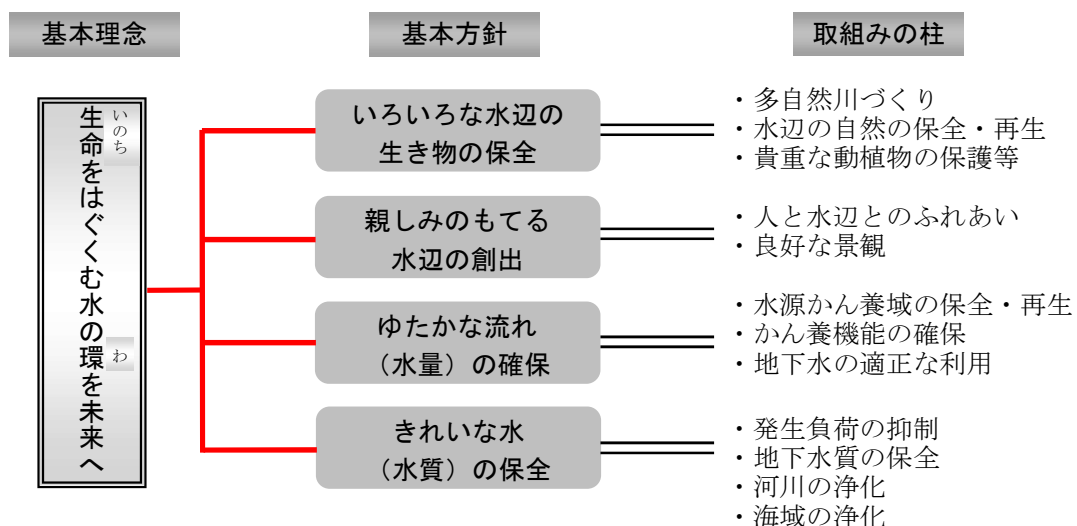 基本理念
基本方針
取組みの柱
生命をはぐくむ水の環を未来へ
いのち
わ
いろいろな水辺の
生き物の保全
・多自然川づくり
・水辺の自然の保全・再生
・貴重な動植物の保護等
親しみのもてる
水辺の創出
・人と水辺とのふれあい
・良好な景観
ゆたかな流れ
（水量）の確保
・水源かん養域の保全・再生
・かん養機能の確保
・地下水の適正な利用
きれいな水
（水質）の保全
・発生負荷の抑制
・地下水質の保全
・河川の浄化
・海域の浄化